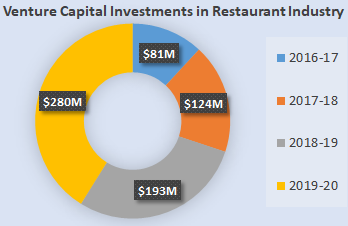 Venture Capital Investments in Restaurant Industry
$81M
$124M
$193M
$280M
2016-17
2017-18
2018-19
2019-20